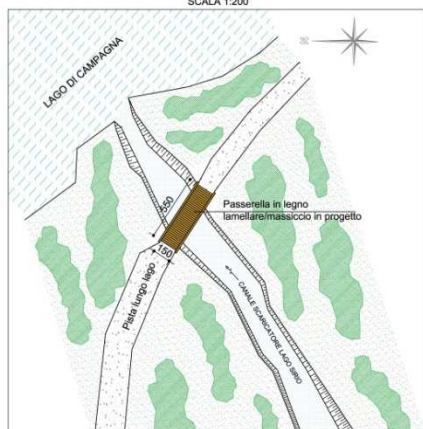 SCALA 1:200
N
LAGO DI CAMPAGNA
550
Passerella in legno
lamellare/massiccio in progetto
150
Pista lungo lago
CANALE SCARICATORE LAGO SIRIO